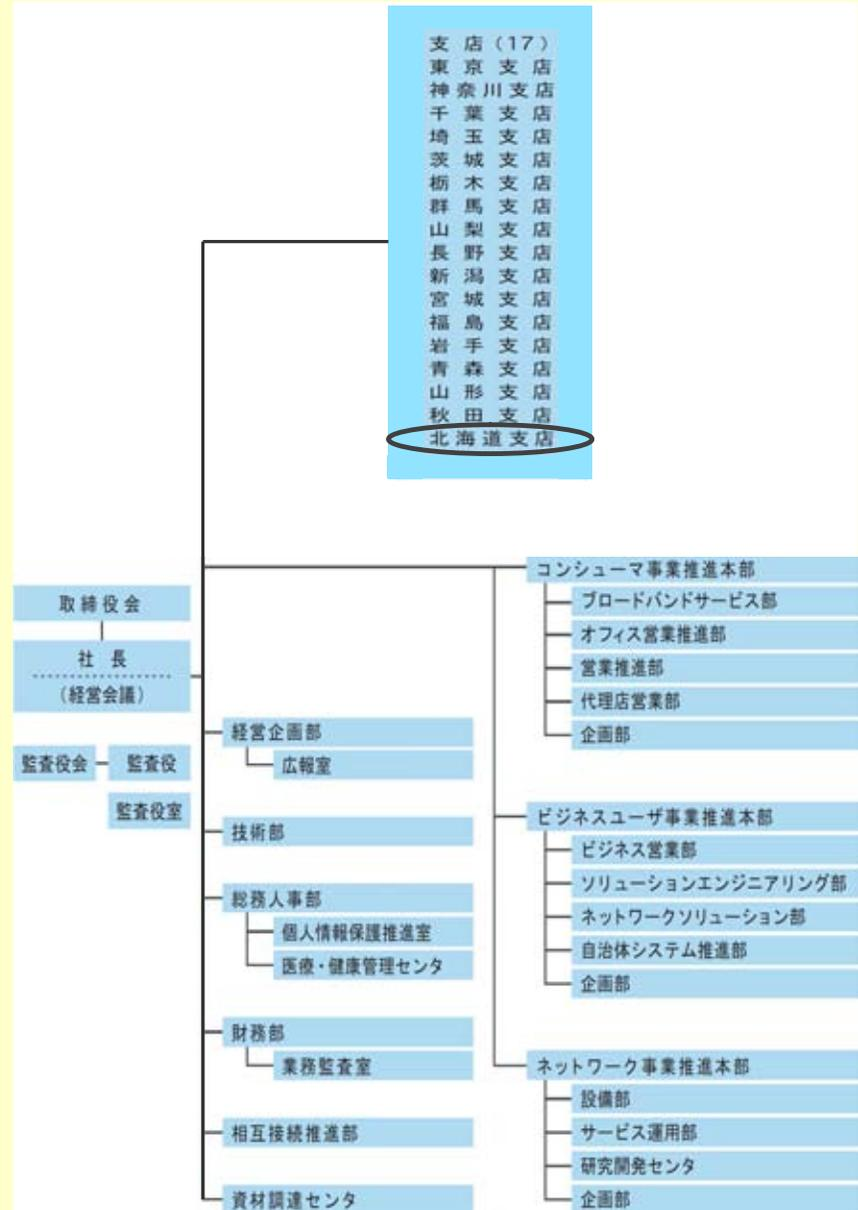 支店(17)
東京支店
神奈川支店
千葉支店
埼玉支店
茨城支店
栃木支店
群馬支店
山梨支店
長野支店
新潟支店
宮城支店
福島支店
岩手支店
青森支店
山形支店
秋田支店
北海道支店
取締役会
社長
(経営会議)
監査役会
監査役
監査役室
経営企画部
広報室
技術部
総務人事部
個人情報保護推進室
医療・健康管理センタ
財務部
業務監査室
相互接続推進部
資材調達センタ
コンシューマ事業推進本部
ブロードバンドサービス部
オフィス営業推進部
営業推進部
代理店営業部
企画部
ビジネスユーザ事業推進本部
ビジネス営業部
ソリューションエンジニアリング部
ネットワークソリューション部
自治体システム推進部
企画部
ネットワーク事業推進本部
設備部
サービス運用部
研究開発センタ
企画部